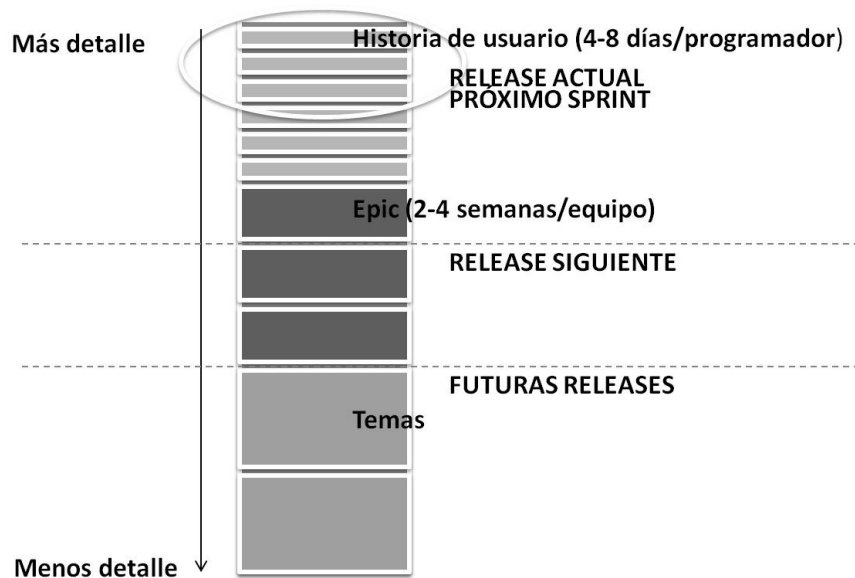 Más detalle
Historia de usuario (4-8 días/programador)
RELEASE ACTUAL
PRÓXIMO SPRINT
Epic (2-4 semanas/equipo)
RELEASE SIGUIENTE
FUTURAS RELEASES
Temas
Menos detalle